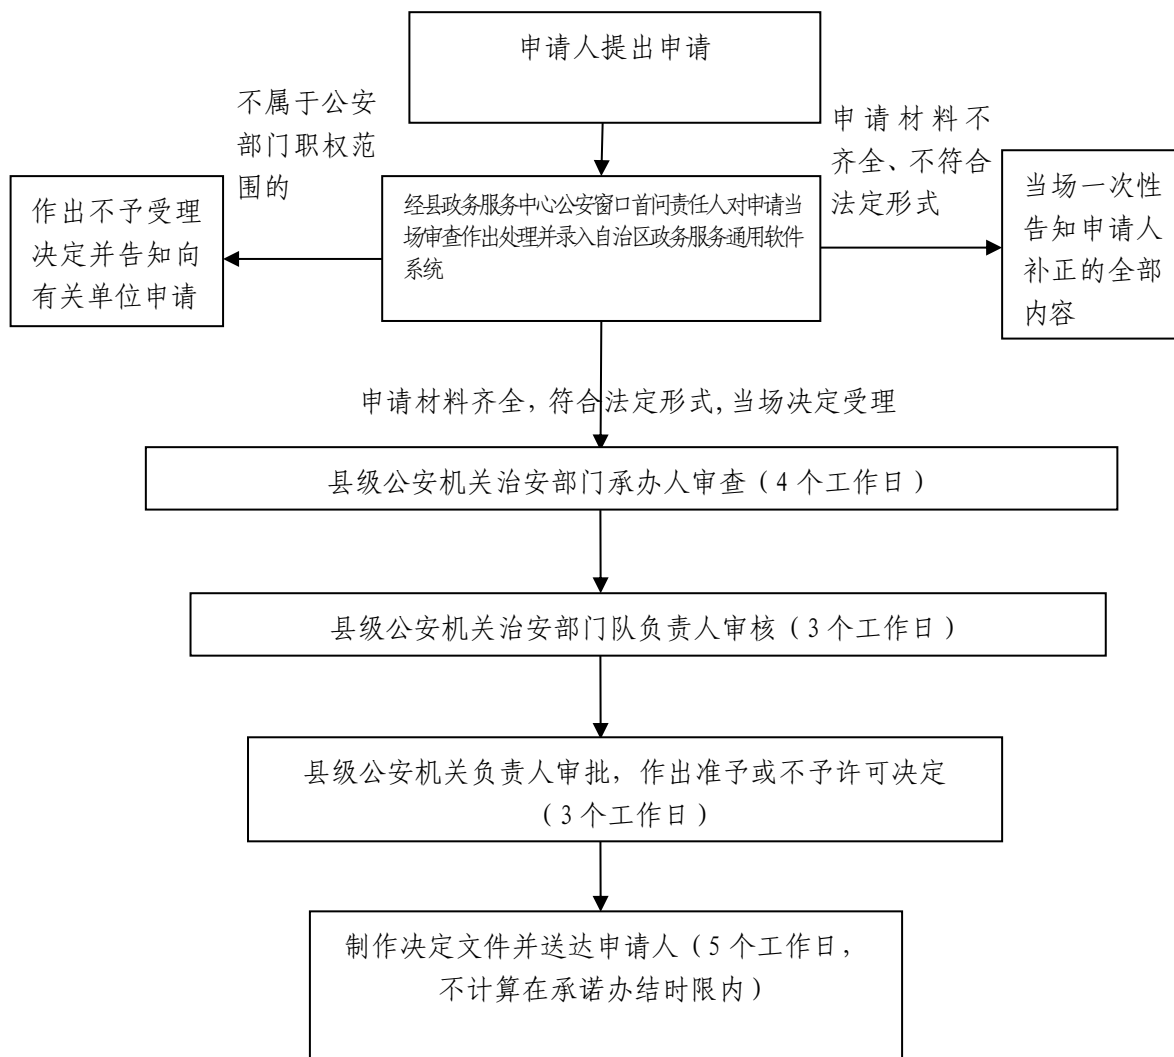 申请人提出申请
不属于公安
部门职权范
围的
申请材料不
齐全、不符合
法定形式
作出不予受理
决定并告知向
有关单位申请
经县政务服务中心公安窗口首问责任人对申请当
场审查作出处理并录入自治区政务服务通用软件
系统
当场一次性
告知申请人
补正的全部
内容
申请材料齐全，符合法定形式,当场决定受理
县级公安机关治安部门承办人审查（4个工作日）
县级公安机关治安部门队负责人审核（3个工作日）
县级公安机关负责人审批，作出准予或不予许可决定
（3个工作日）
制作决定文件并送达申请人（5个工作日，
不计算在承诺办结时限内）